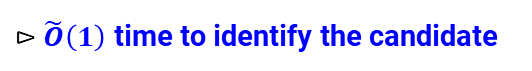 ▻ Õ(1) time to identify the candidate